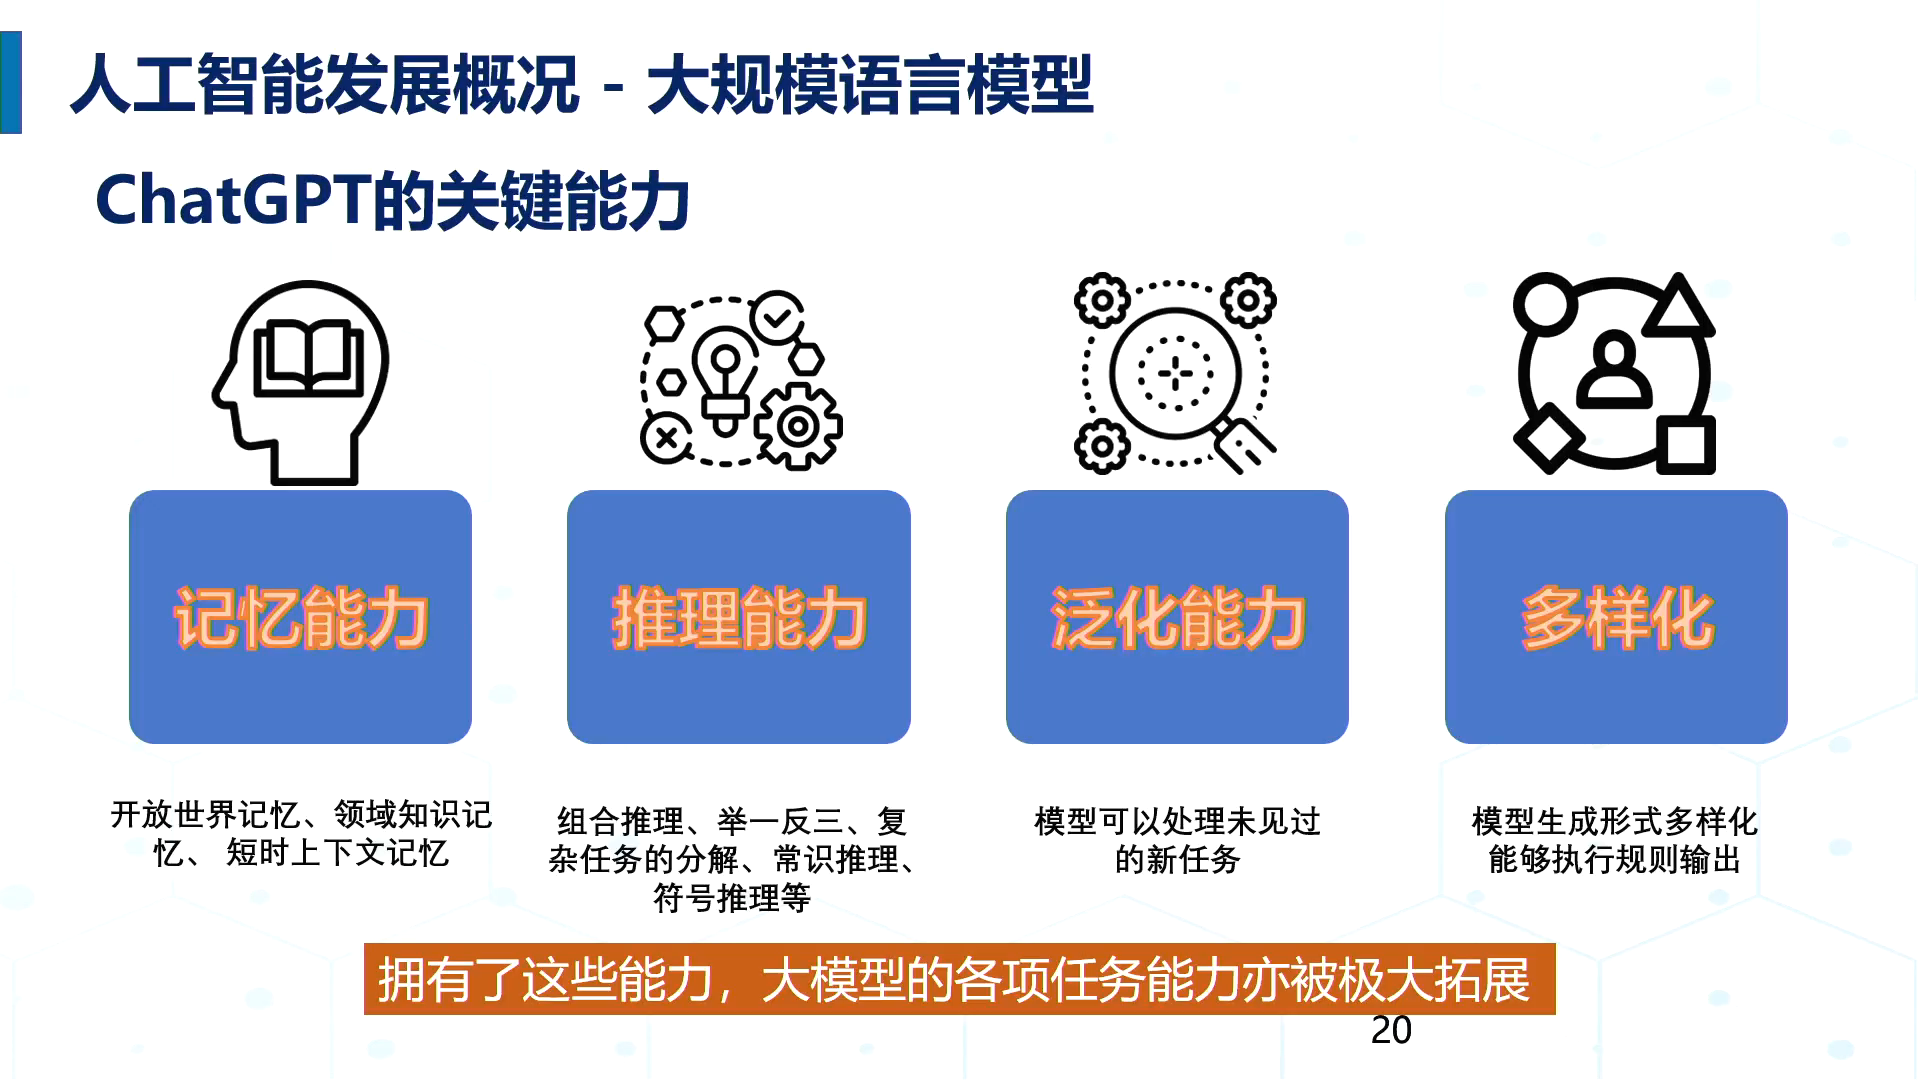 人工智能发展概况 - 大规模语言模型
ChatGPT的关键能力
记忆能力
推理能力
泛化能力
多样化
开放世界记忆、领域知识记
忆、 短时上下文记忆
组合推理、举一反三、复
杂任务的分解、常识推理、
符号推理等
模型可以处理未见过
的新任务
模型生成形式多样化
能够执行规则输出
拥有了这些能力，大模型的各项任务能力亦被极大拓展
20